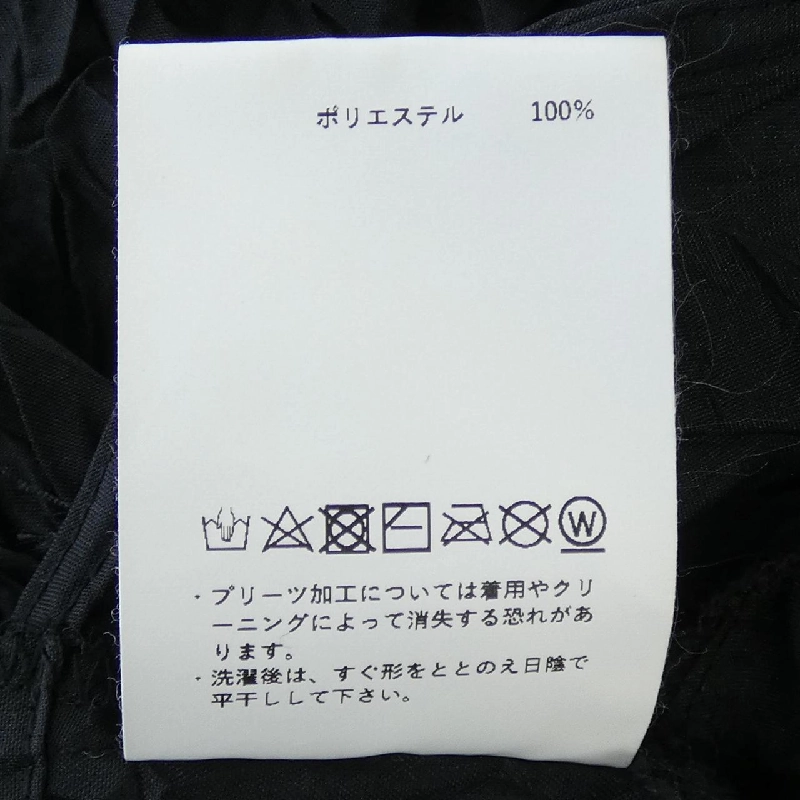 ポリエステル 100%
W
・プリーツ加工については着用やクリ
ーニングによって消失する恐れがあ
ります。
・洗濯後は、すぐ形をととのえ日陰で
平干しして下さい。